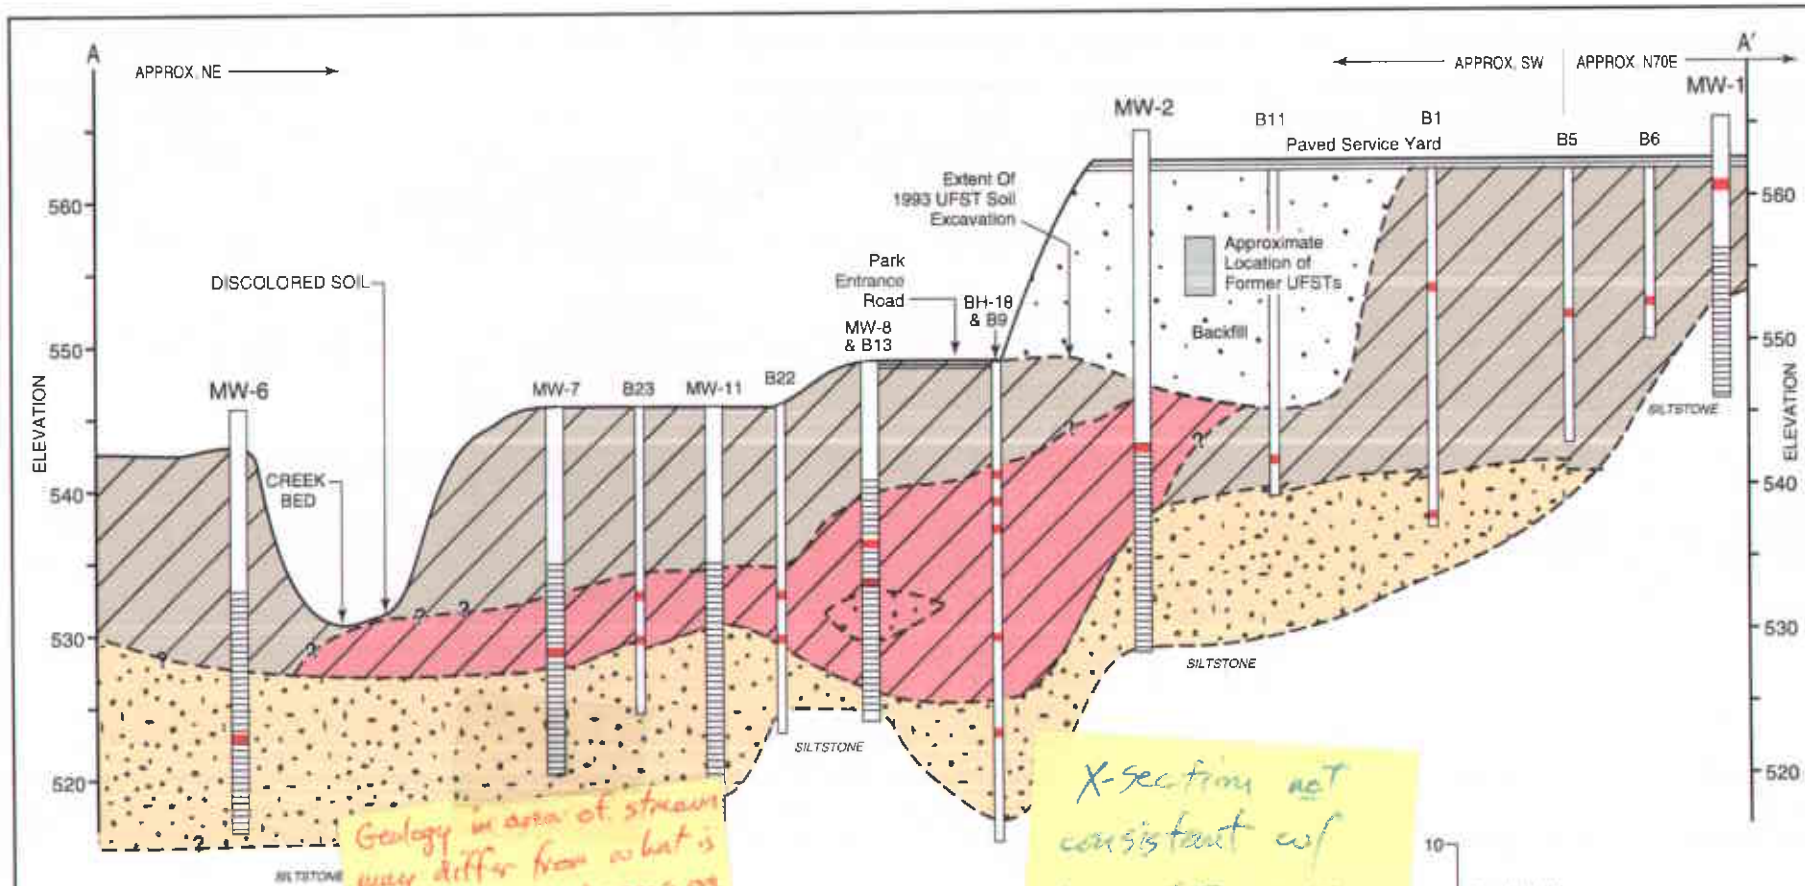 A
A'
APPROX. NE
APPROX. SW
APPROX. N70E
MW-1
MW-2
B11
B1
Paved Service Yard
B5
B6
Extent Of
1993 UFST Soil
Excavation
Approximate
Location of
Former UFSTs
Backfill
Park
Entrance
Road
BH-18
& B9
MW-8
& B13
DISCOLORED SOIL
MW-6
MW-7
B23
MW-11
B22
CREEK
BED
ELEVATION
560
550
540
530
520
ELEVATION
560
550
540
530
520
?
?
?
?
?
?
?
?
SILTSTONE
SILTSTONE
SILTSTONE
SILTSTONE
Geology in area of stream
may differ from what is
X-section not
consistent w/
10